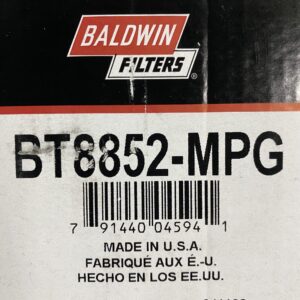 BALDWIN
FILTERS®
BT8852-MPG
7 91440 04594 1
MADE IN U.S.A.
FABRIQUÉ AUX É.-U.
HECHO EN LOS EE.UU.